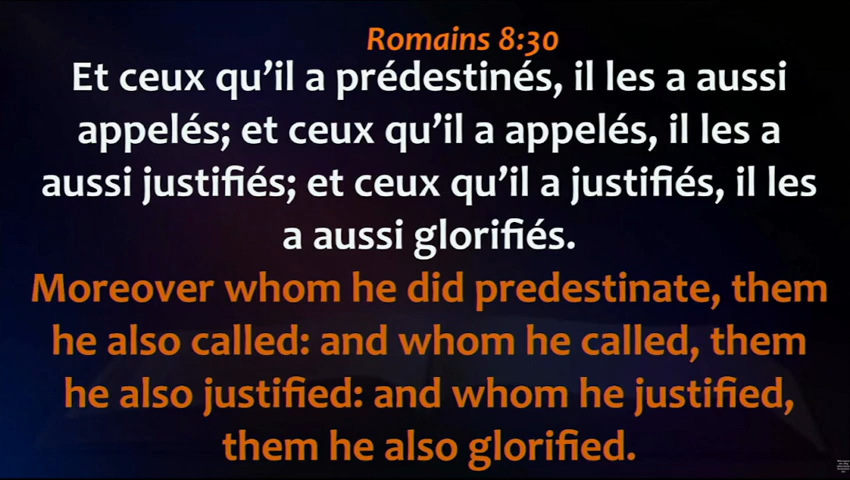 Romains 8:30
Et ceux qu’il a prédestinés, il les a aussi
appelés; et ceux qu’il a appelés, il les a
aussi justifiés; et ceux qu’il a justifiés, il les
a aussi glorifiés.
Moreover whom he did predestinate, them
he also called: and whom he called, them
he also justified: and whom he justified,
them he also glorified.